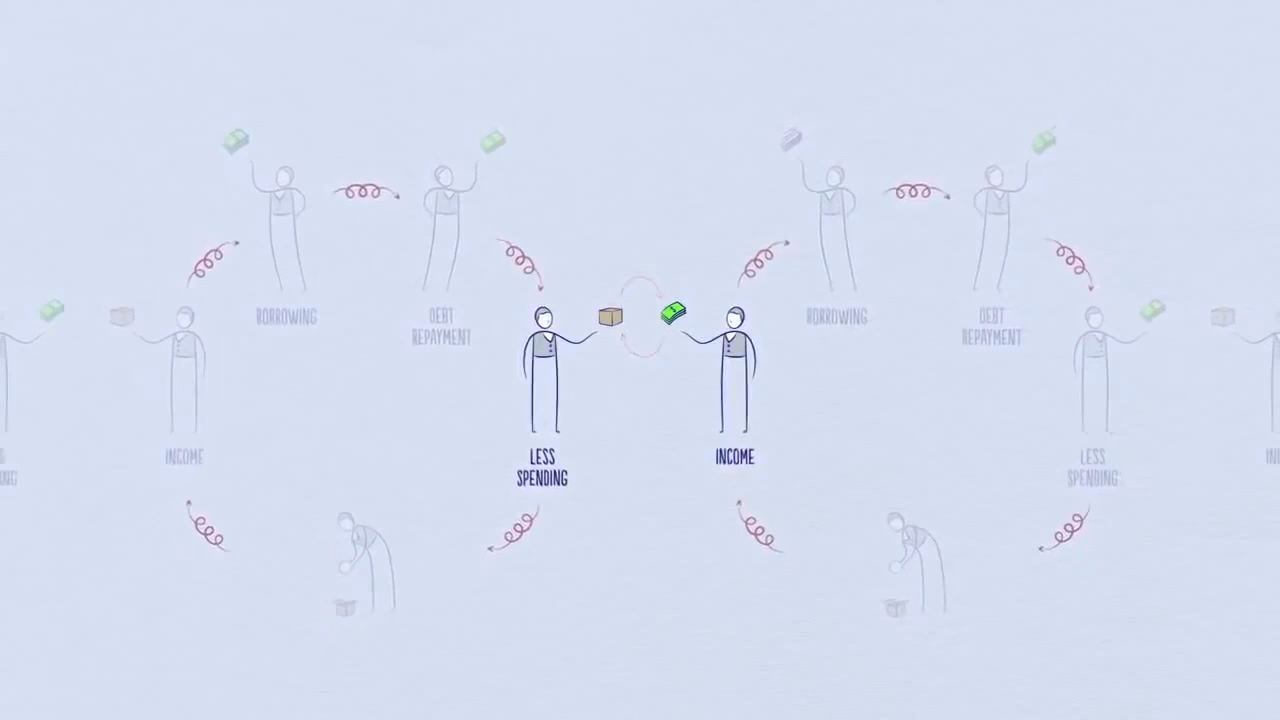 BORROWING
DEBT
REPAYMENT
BORROWING
DEBT
REPAYMENT
INCOME
LESS
SPENDING
INCOME
LESS
SPENDING